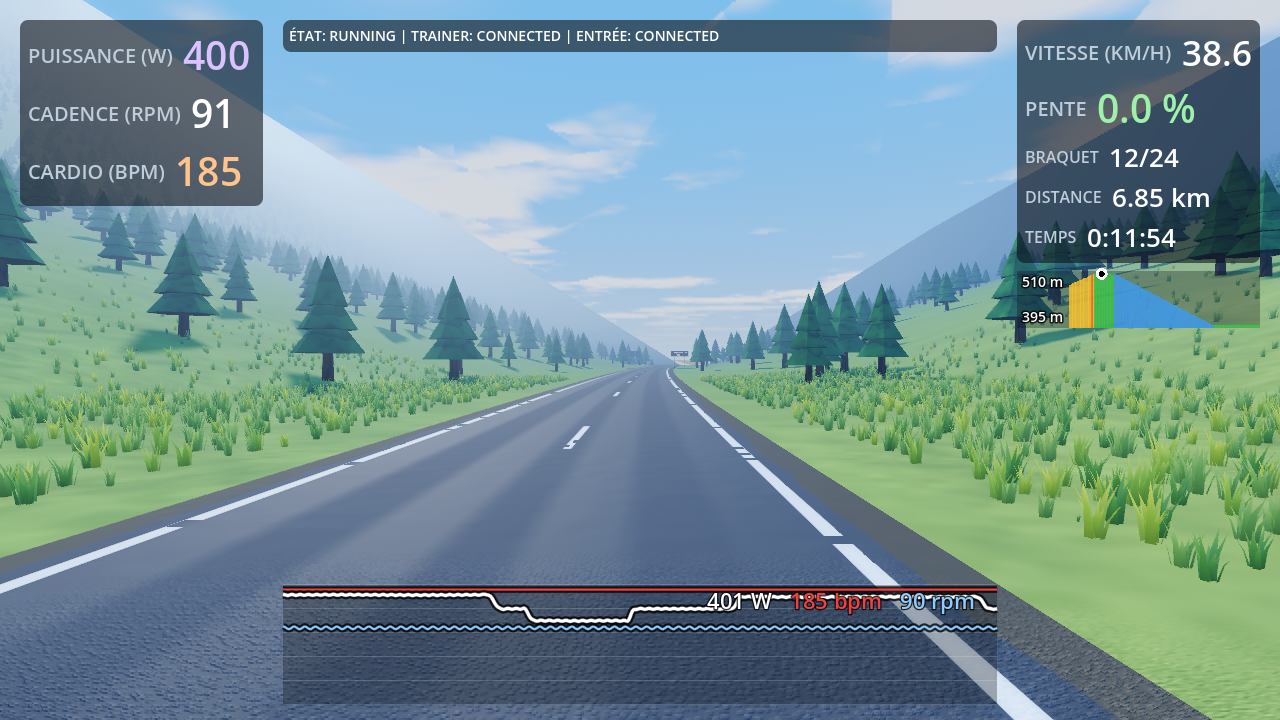 PUISSANCE (W) 400
CADENCE (RPM) 91
CARDIO (BPM) 185
ÉTAT: RUNNING | TRAINER: CONNECTED | ENTRÉE: CONNECTED
VITESSE (KM/H) 38.6
PENTE 0.0 %
BRAQUET 12/24
DISTANCE 6.85 km
TEMPS 0:11:54
510 m
395 m
401 W 185 bpm 90 rpm